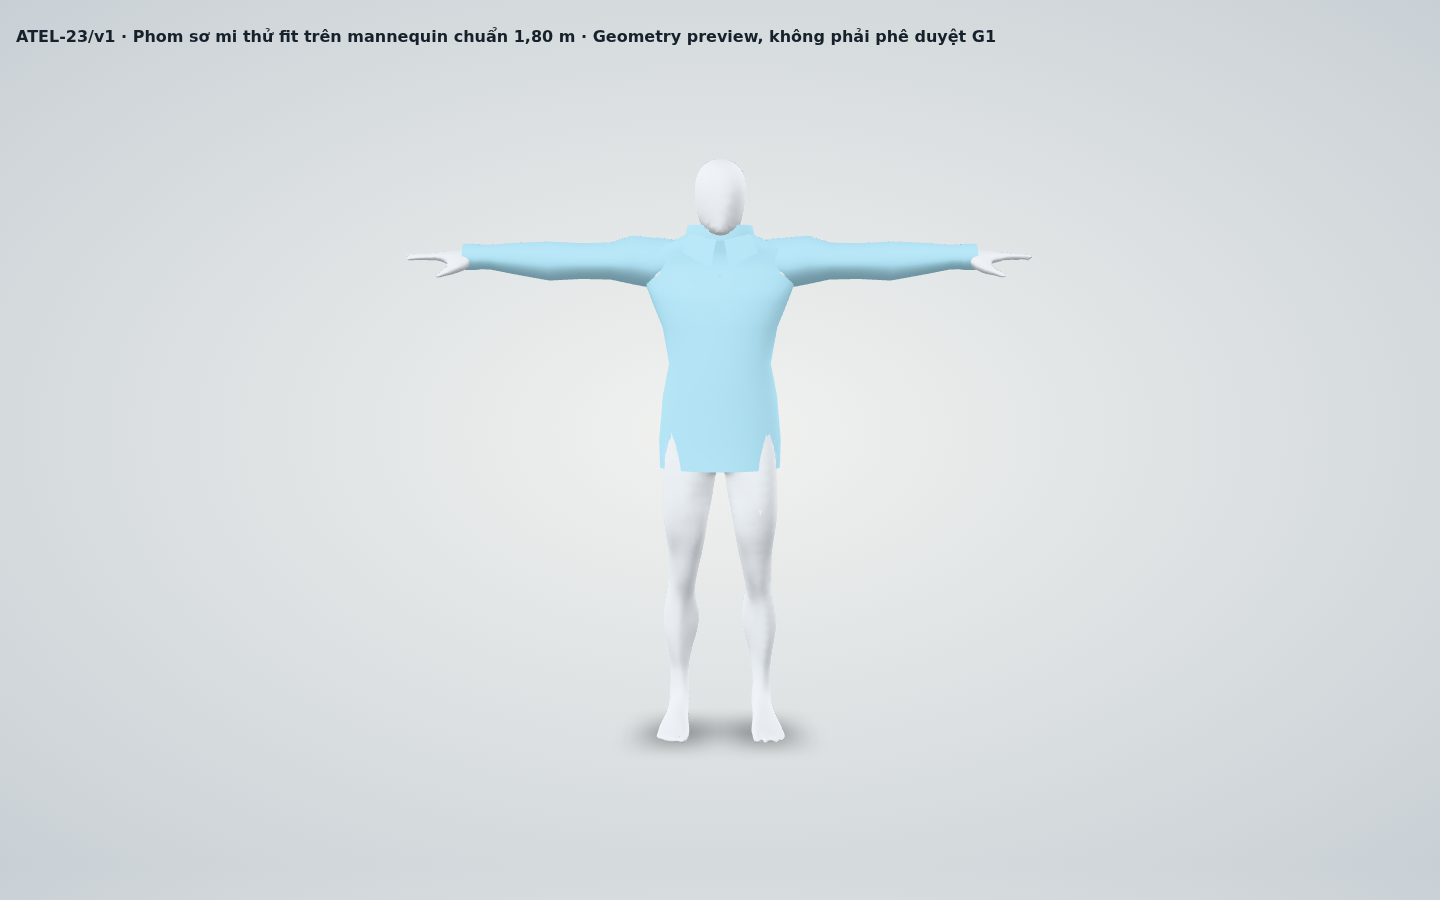 ATEL-23/v1 · Phom sơ mi thử fit trên mannequin chuẩn 1,80 m · Geometry preview, không phải phê duyệt G1